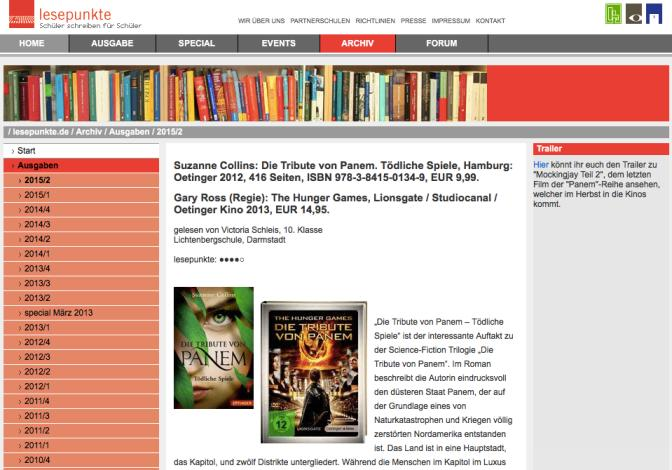 lesepunkte
Schüler schreiben für Schüler
WIR ÜBER UNS PARTNERSCHULEN RICHTLINIEN PRESSE IMPRESSUM KONTAKT
HOME AUSGABE SPECIAL EVENTS ARCHIV FORUM
/ lesepunkte.de / Archiv / Ausgaben / 2015/2
› Start
› Ausgaben
› 2015/2
› 2015/1
› 2014/4
› 2014/3
› 2014/2
› 2014/1
› 2013/4
› 2013/3
› 2013/2
› special März 2013
› 2013/1
› 2012/4
› 2012/3
› 2012/2
› 2012/1
› 2011/4
› 2011/3
› 2011/2
› 2011/1
› 2010/4
Suzanne Collins: Die Tribute von Panem. Tödliche Spiele, Hamburg:
Oetinger 2012, 416 Seiten, ISBN 978-3-8415-0134-9, EUR 9,99.
Gary Ross (Regie): The Hunger Games, Lionsgate / Studiocanal /
Oetinger Kino 2013, EUR 14,95.
gelesen von Victoria Schleis, 10. Klasse
Lichtenbergschule, Darmstadt
lesepunkte: ●●●●○
Suzanne Collins
DIE TRIBUTE VON
PANEM
Tödliche Spiele
OETINGER
THE HUNGER GAMES
DIE TRIBUTE
VON PANEM
12
LIONSGATE
„Die Tribute von Panem – Tödliche
Spiele" ist der interessante Auftakt zu
der Science-Fiction Trilogie „Die
Tribute von Panem". Im Roman
beschreibt die Autorin eindrucksvoll
den düsteren Staat Panem, der auf
der Grundlage eines von
Naturkatastrophen und Kriegen völlig
zerstörten Nordamerika entstanden
ist. Das Land ist in eine Hauptstadt,
das Kapitol, und zwölf Distrikte untergliedert. Während die Menschen im Kapitol im Luxus
Trailer
Hier könnt ihr euch den Trailer zu
"Mockingjay Teil 2", dem letzten
Film der "Panem"-Reihe ansehen,
welcher im Herbst in die Kinos
kommt.